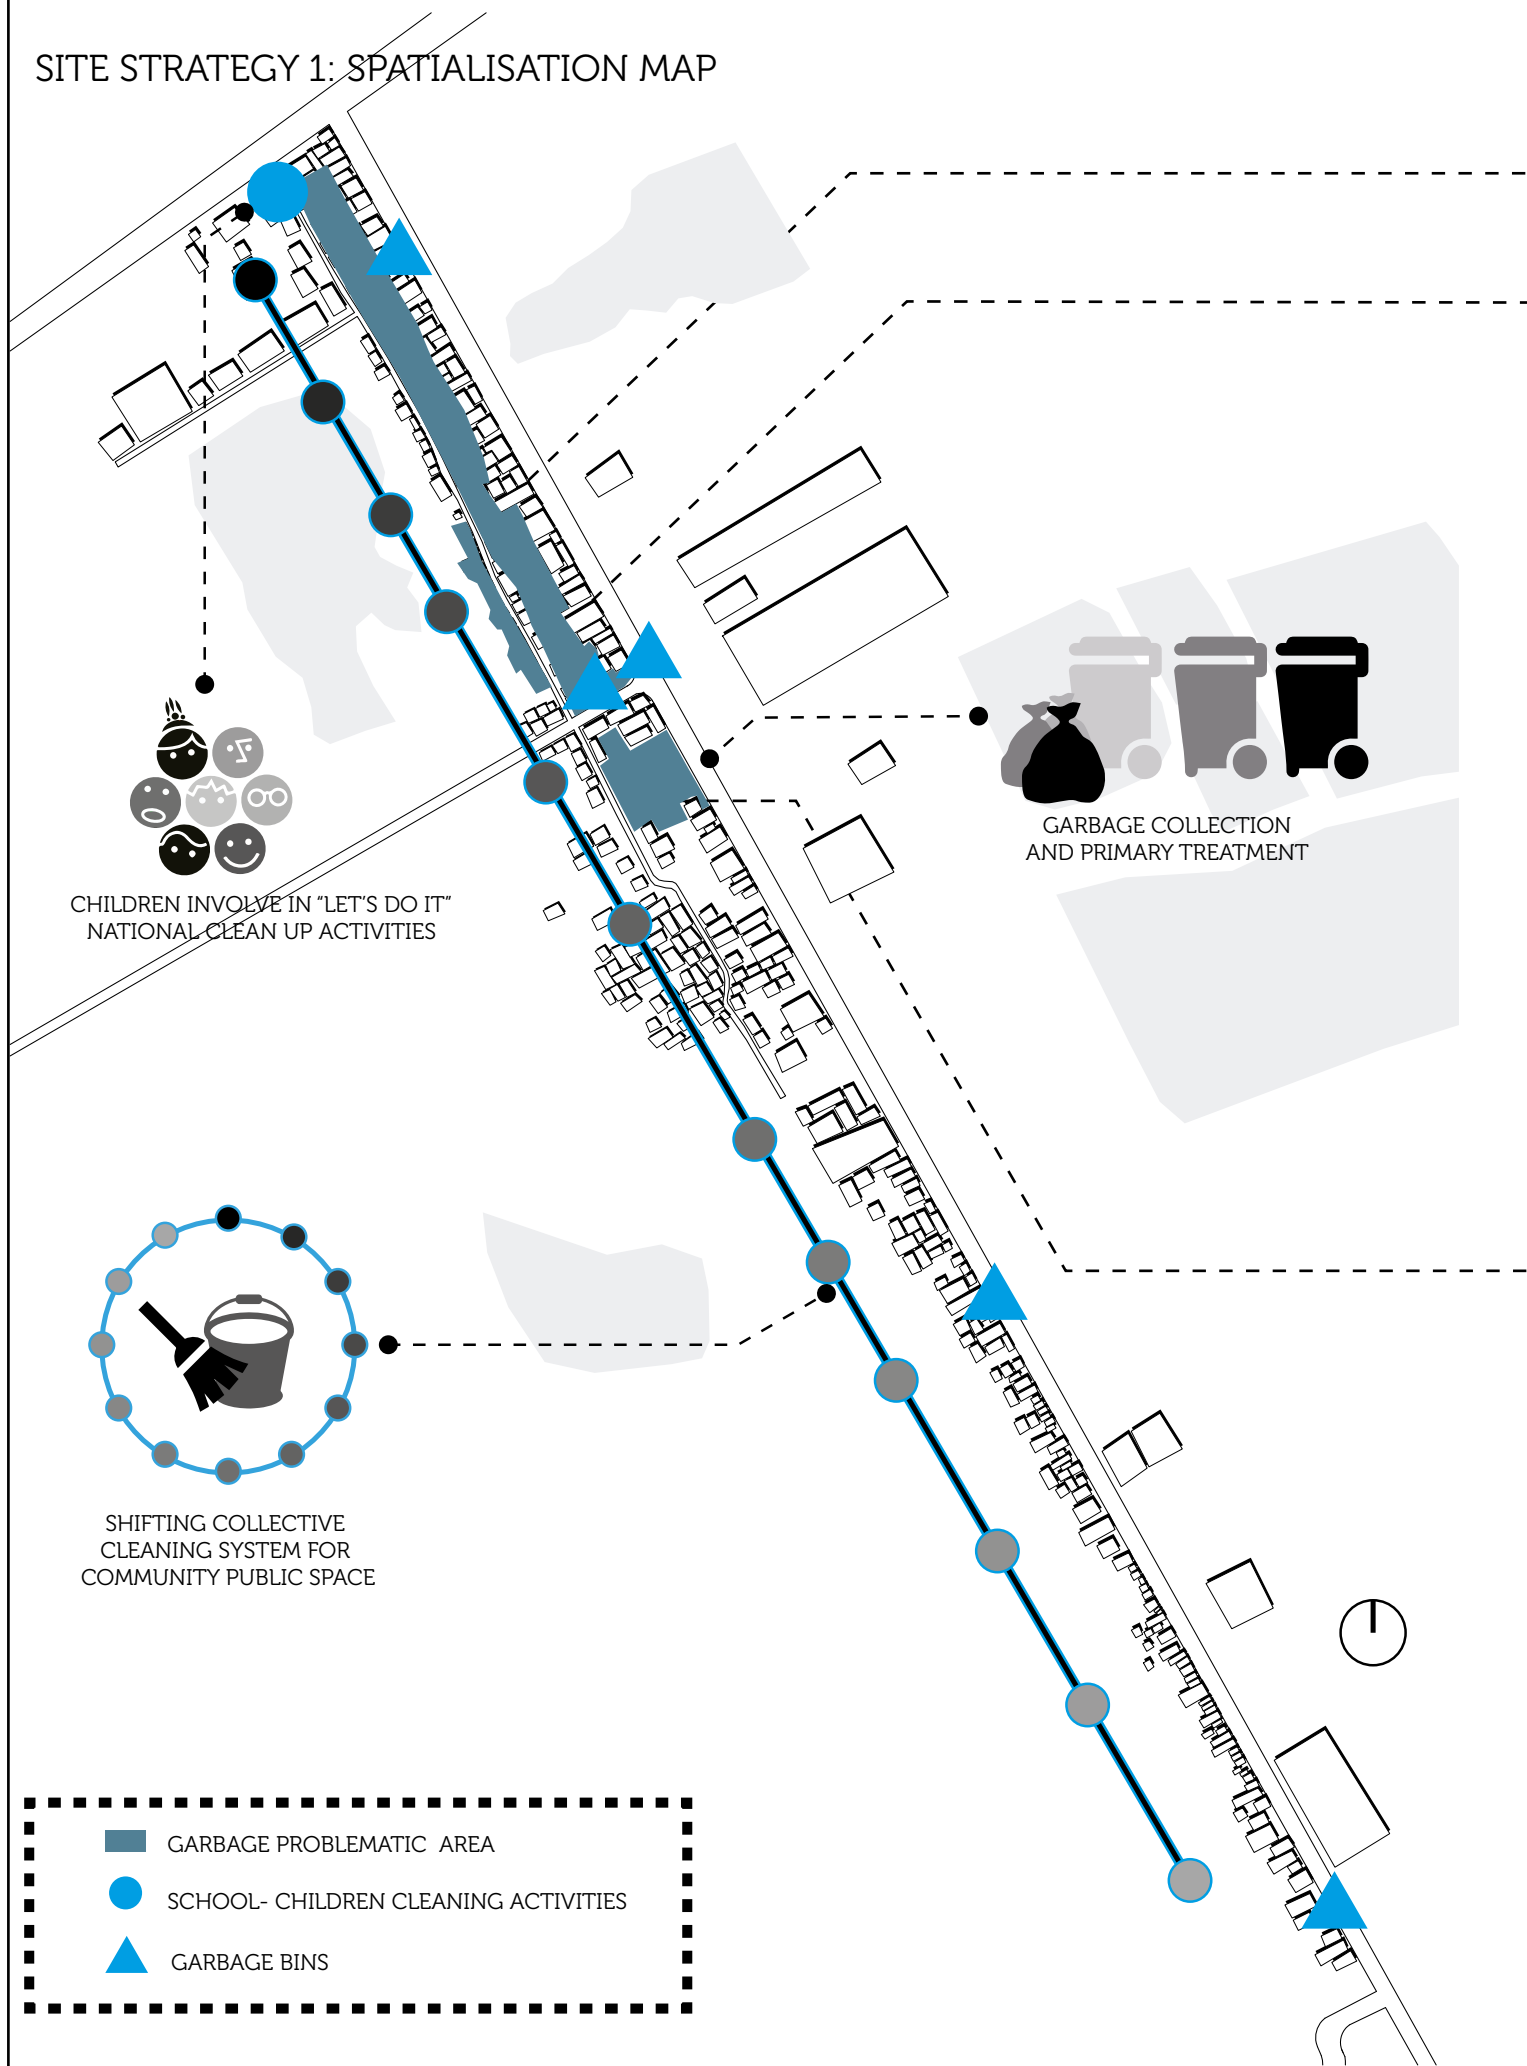 SITE STRATEGY 1: SPATIALISATION MAP
GARBAGE COLLECTION
AND PRIMARY TREATMENT
CHILDREN INVOLVE IN "LET'S DO IT"
NATIONAL CLEAN UP ACTIVITIES
SHIFTING COLLECTIVE
CLEANING SYSTEM FOR
COMMUNITY PUBLIC SPACE
GARBAGE PROBLEMATIC AREA
SCHOOL- CHILDREN CLEANING ACTIVITIES
GARBAGE BINS